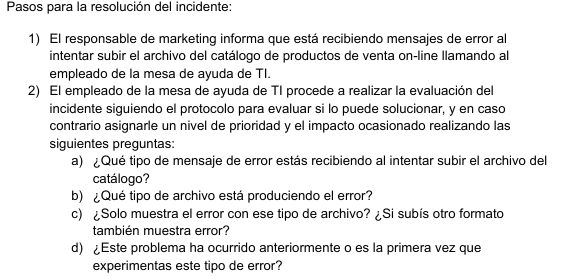 Pasos para la resolución del incidente:
1) El responsable de marketing informa que está recibiendo mensajes de error al
intentar subir el archivo del catálogo de productos de venta on-line llamando al
empleado de la mesa de ayuda de TI.
2) El empleado de la mesa de ayuda de TI procede a realizar la evaluación del
incidente siguiendo el protocolo para evaluar si lo puede solucionar, y en caso
contrario asignarle un nivel de prioridad y el impacto ocasionado realizando las
siguientes preguntas:
a) ¿Qué tipo de mensaje de error estás recibiendo al intentar subir el archivo del
catálogo?
b) ¿Qué tipo de archivo está produciendo el error?
c) ¿Solo muestra el error con ese tipo de archivo? ¿Si subís otro formato
también muestra error?
d) ¿Este problema ha ocurrido anteriormente o es la primera vez que
experimentas este tipo de error?